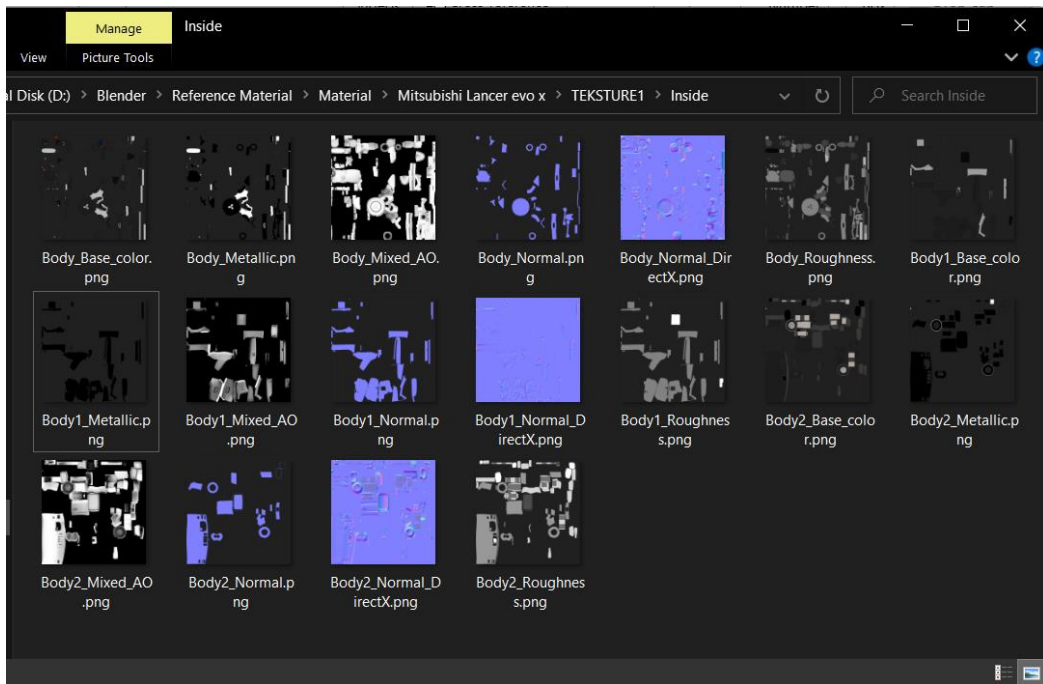 Manage
Inside
View
Picture Tools
al Disk (D:) > Blender > Reference Material > Material > Mitsubishi Lancer evo x > TEKSTURE1 > Inside
Search Inside
Body_Base_color.
png
Body_Metallic.pn
g
Body_Mixed_AO.
png
Body_Normal.pn
g
Body_Normal_Dir
ectX.png
Body_Roughness.
png
Body1_Base_colo
r.png
Body1_Metallic.p
ng
Body1_Mixed_AO
.png
Body1_Normal.p
ng
Body1_Normal_D
irectX.png
Body1_Roughnes
s.png
Body2_Base_colo
r.png
Body2_Metallic.p
ng
Body2_Mixed_AO
.png
Body2_Normal.p
ng
Body2_Normal_D
irectX.png
Body2_Roughnes
s.png